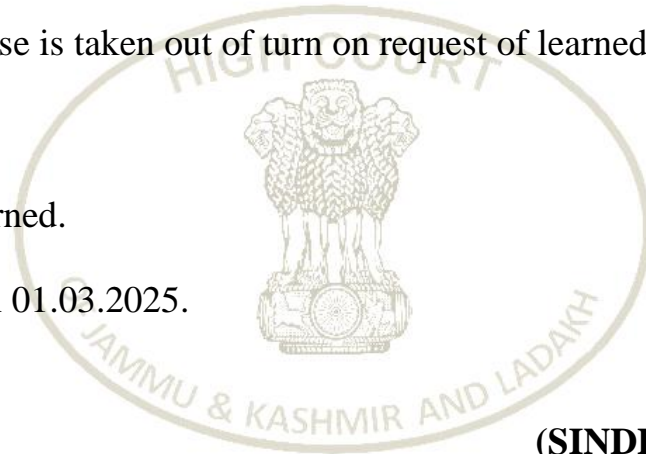 se is taken out of turn on request of learned
HIGH COURT
rned.
01.03.2025.
JAMMU & KASHMIR AND LADAKH
(SINDH